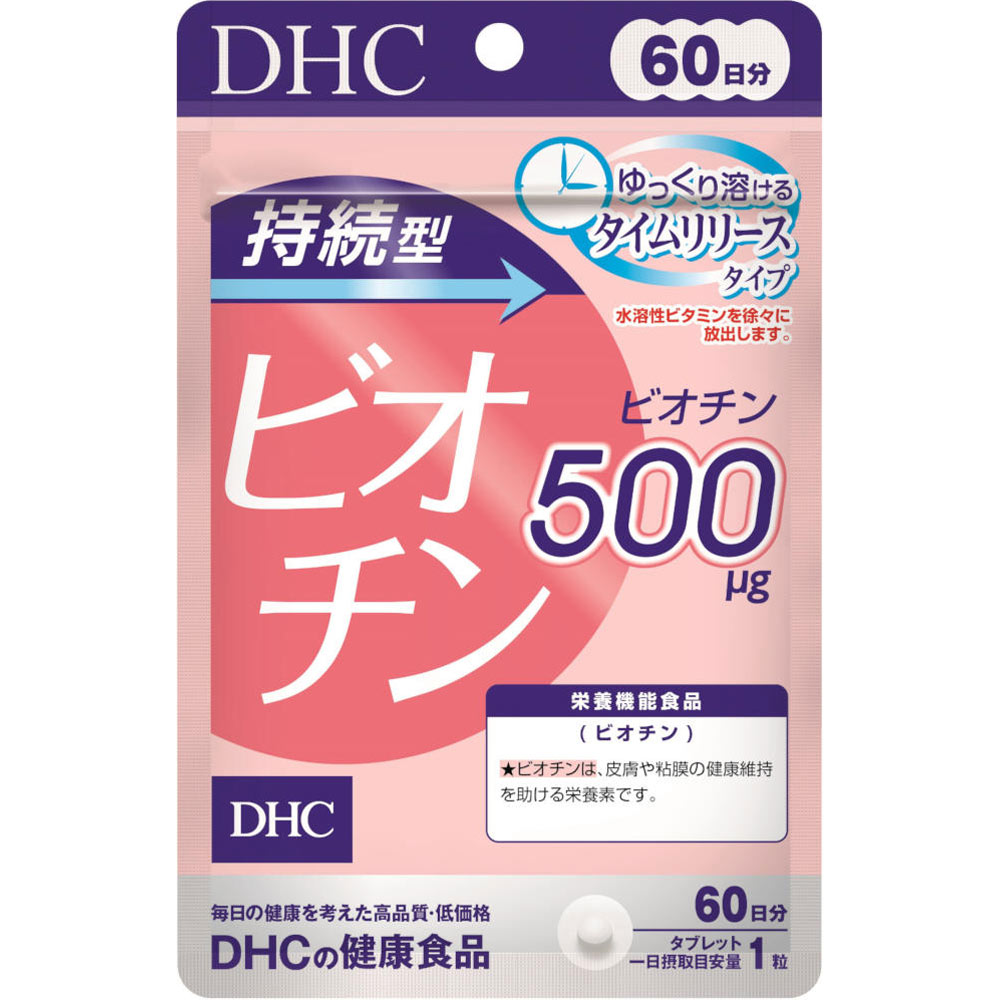 DHC
60日分
ゆっくり溶ける
タイムリリース
タイプ
水溶性ビタミンを徐々に
放出します。
持続型
ビオ
チン
ビオチン
500
μg
栄養機能食品
(ビオチン)
★ビオチンは、皮膚や粘膜の健康維持
を助ける栄養素です。
DHC
毎日の健康を考えた高品質・低価格
DHCの健康食品
60日分
タブレット
一日摂取目安量 1粒